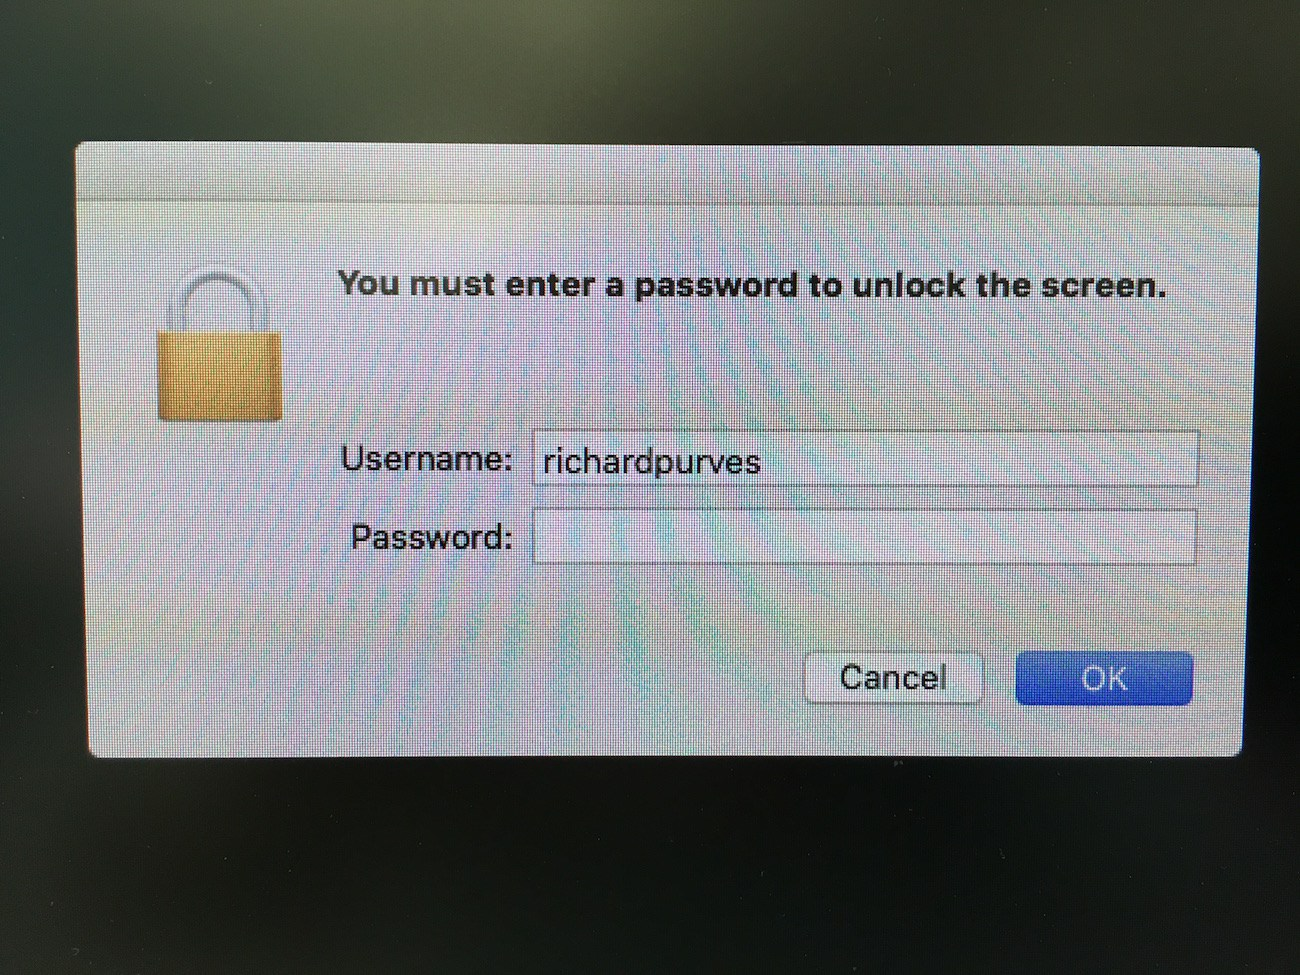 You must enter a password to unlock the screen.
Username: richardpurves
Password:
Cancel OK